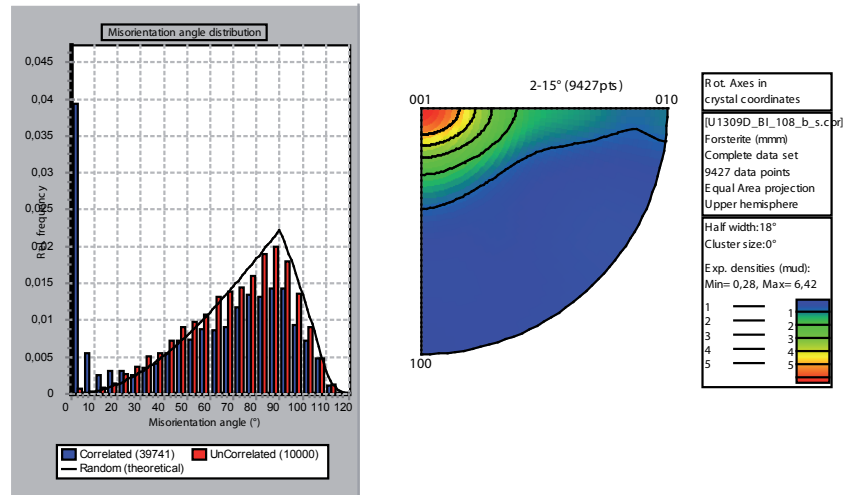 Misorientation angle distribution
0,045
0,04
0,035
0,03
0,025
0,02
0,015
0,01
0,005
0
Rel. frequency
0 10 20 30 40 50 60 70 80 90 100 110 120
Misorientation angle (°)
Correlated (39741) UnCorrelated (10000)
Random (theoretical)
2-15° (9427pts)
001 010
100
Rot. Axes in
crystal coordinates
[U1309D_BI_108_b_s.cpr]
Forsterite (mmm)
Complete data set
9427 data points
Equal Area projection
Upper hemisphere
Half width:18°
Cluster size:0°
Exp. densities (mud):
Min= 0,28, Max= 6,42
1 1
2 2
3 3
4 4
5 5